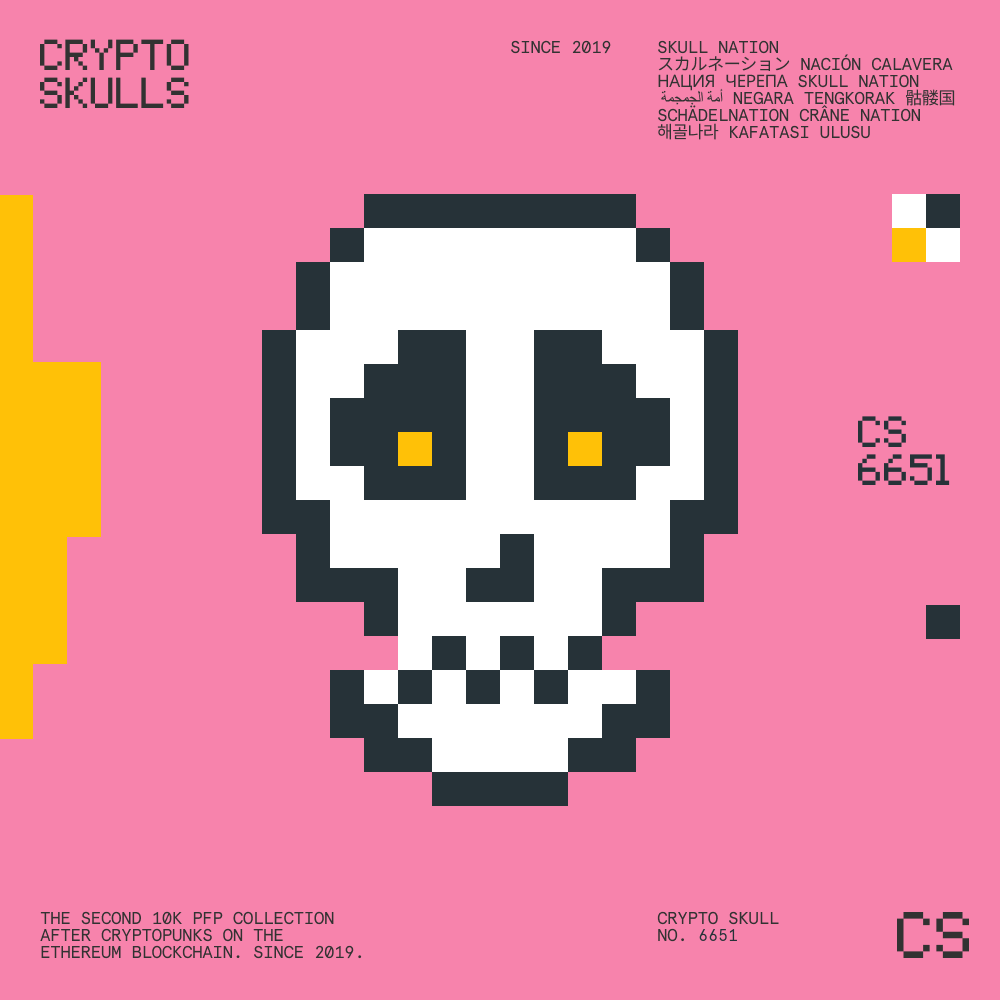 CRYPTO
SKULLS
SINCE 2019
SKULL NATION
スカルネーション NACIÓN CALAVERA
НАЦИЯ ЧЕРЕПА SKULL NATION
أمة الجمجمة NEGARA TENGKORAK 骷髅国
SCHÄDELNATION CRÂNE NATION
해골나라 KAFATASI ULUSU
CS
6651
THE SECOND 10K PFP COLLECTION
AFTER CRYPTOPUNKS ON THE
ETHEREUM BLOCKCHAIN. SINCE 2019.
CRYPTO SKULL
NO. 6651
CS